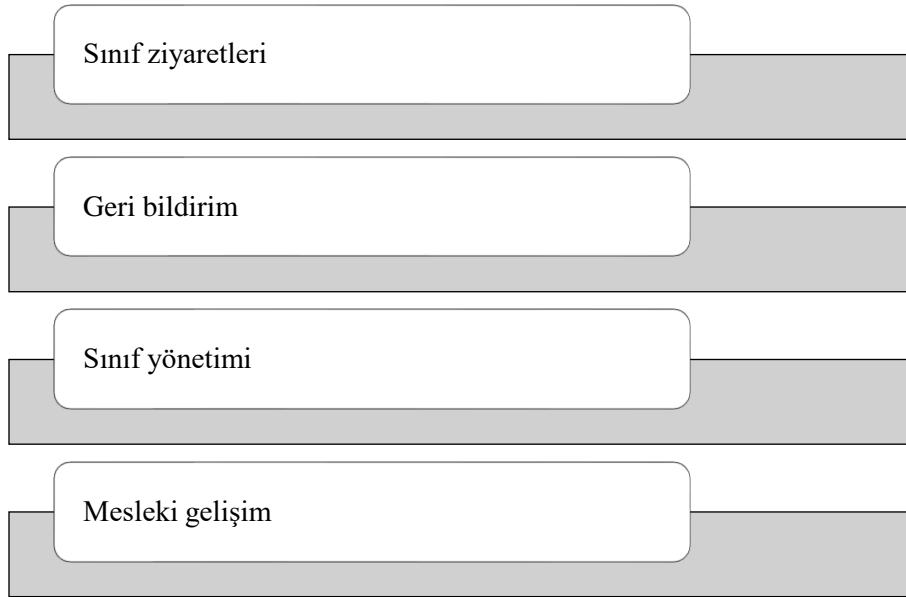 Sınıf ziyaretleri
Geri bildirim
Sınıf yönetimi
Mesleki gelişim